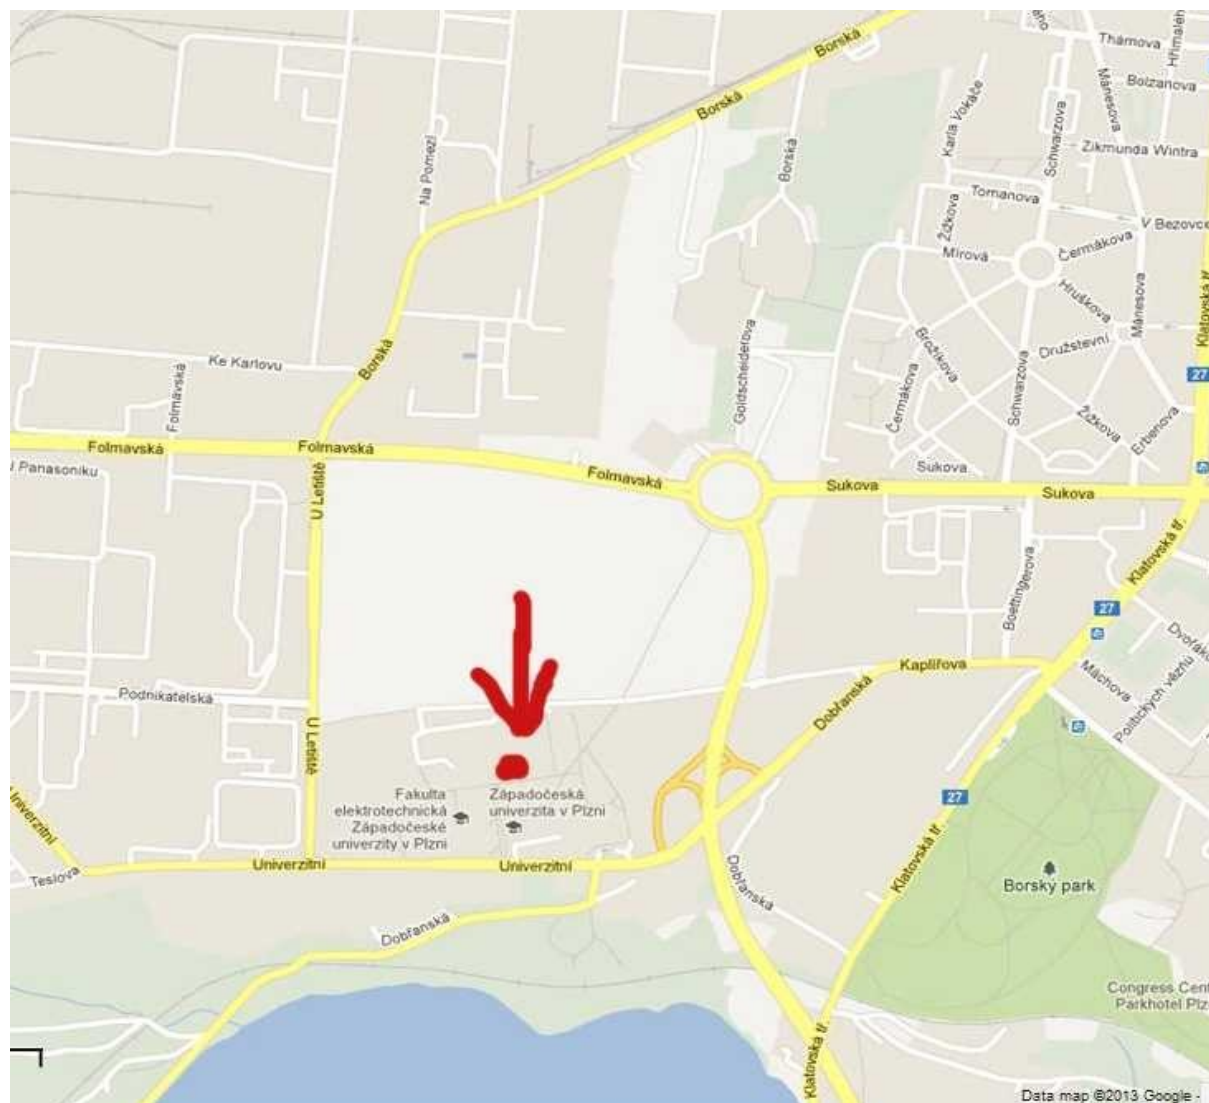 Borská
Thámova
Bolzanova
Mánesova
Borská
Karla Vokáče
Schwarzova
Na Pomezí
Borská
Zikmunda Wintra
Tomanova
Žižkova
V Bezovce
Čermákova
Mírová
Hruškova
Mánesova
Klatovská tř.
Borská
Ke Karlovu
Folmavská
Goldscheiderova
Brožíkova
Družstevní
27
Čermákova
Schwarzova
Žižkova
Erbenova
Folmavská
Folmavská
Folmavská
Sukova
Sukova
Sukova
U Panasoniku
U Letiště
Klatovská tř.
Boettingerova
27
Kaplířova
Máchova
Politických vězňů
Podnikatelská
Dobřanská
U Letiště
Fakulta
elektrotechnická
Západočeské
univerzity v Plzni
Západočeská
univerzita v Plzni
27
Univerzitní
Univerzitní
Univerzitní
Teslova
Dobřanská
Klatovská tř.
Borský park
Dobřanská
Congress Cent
Parkhotel Plz
Klatovská tř.
Data map ©2013 Google -